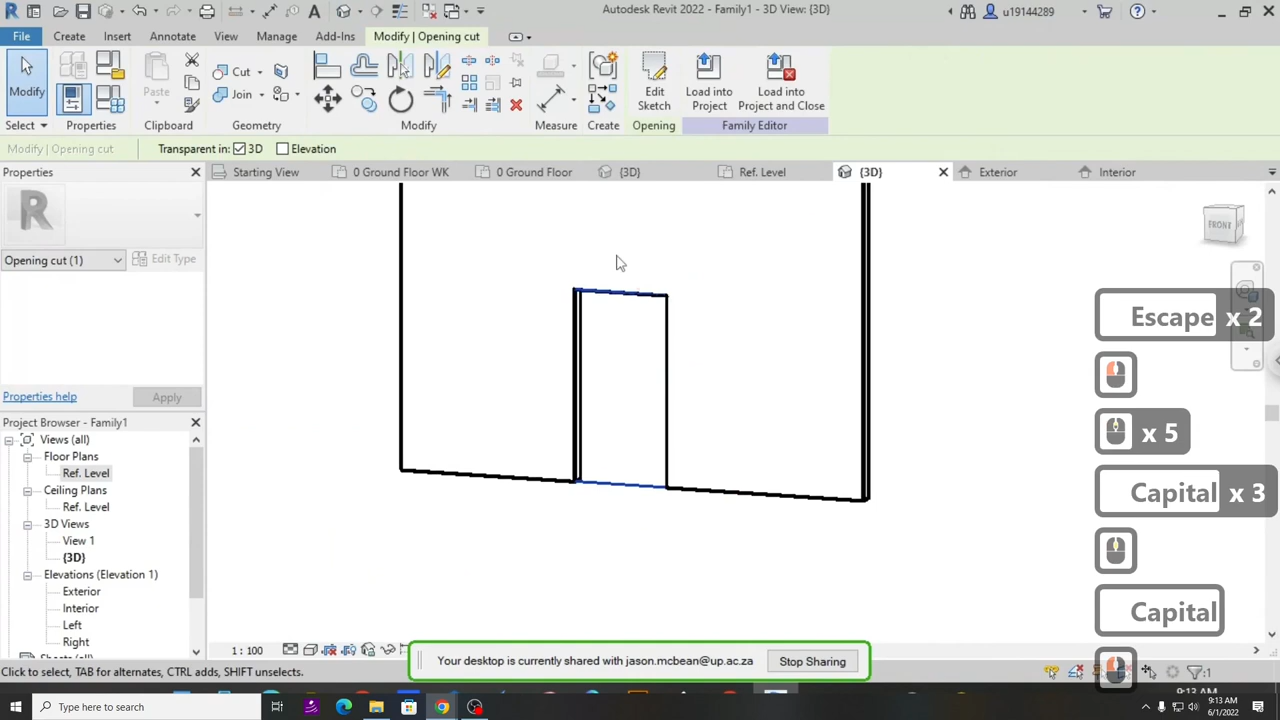 Autodesk Revit 2022 - Family1 - 3D View: {3D}
u19144289
File Create Insert Annotate View Manage Add-Ins Modify | Opening cut
Modify
Paste
Cut
Join
Edit Sketch
Load into Project
Load into Project and Close
Select Properties Clipboard Geometry Modify Measure Create Opening Family Editor
Modify | Opening cut Transparent in: 3D Elevation
Properties
Starting View 0 Ground Floor WK 0 Ground Floor {3D} Ref. Level {3D} Exterior Interior
FRONT
Opening cut (1) Edit Type
Properties help Apply
Project Browser - Family1
Views (all)
Floor Plans
Ref. Level
Ceiling Plans
Ref. Level
3D Views
View 1
{3D}
Elevations (Elevation 1)
Exterior
Interior
Left
Right
Escape x 2
x 5
Capital x 3
Capital
1 : 100
Your desktop is currently shared with jason.mcbean@up.ac.za Stop Sharing
Click to select, TAB for alternates, CTRL adds, SHIFT unselects.
:1
Type here to search
9:13 AM
6/1/2022